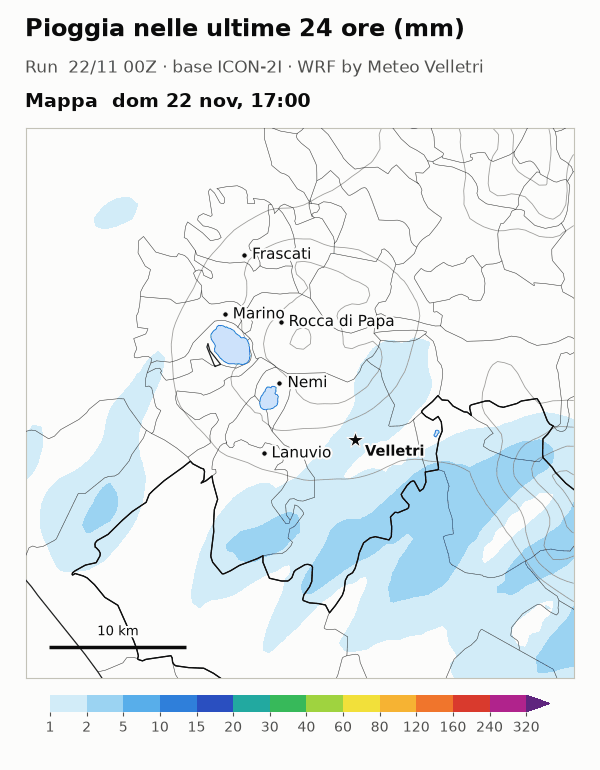 Pioggia nelle ultime 24 ore (mm)
Run  22/11 00Z · base ICON-2I · WRF by Meteo Velletri
Mappa  dom 22 nov, 17:00
Frascati
Marino
Rocca di Papa
Nemi
Velletri
Lanuvio
10 km
1 2 5 10 15 20 30 40 60 80 120 160 240 320